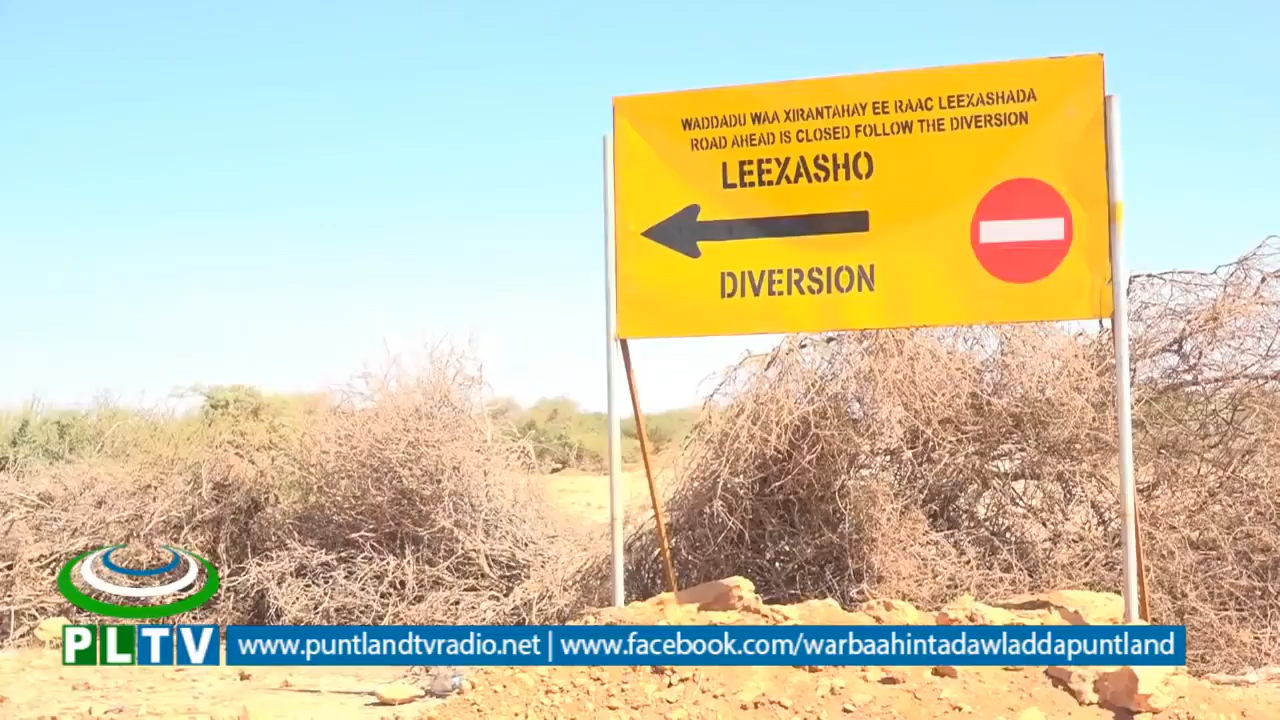 WADDADU WAA XIRANTAHAY EE RAAC LEEXASHADA
ROAD AHEAD IS CLOSED FOLLOW THE DIVERSION
LEEXASHO
DIVERSION
PLTV
www.puntlandtvradio.net | www.facebook.com/warbaahintadawladdapuntland